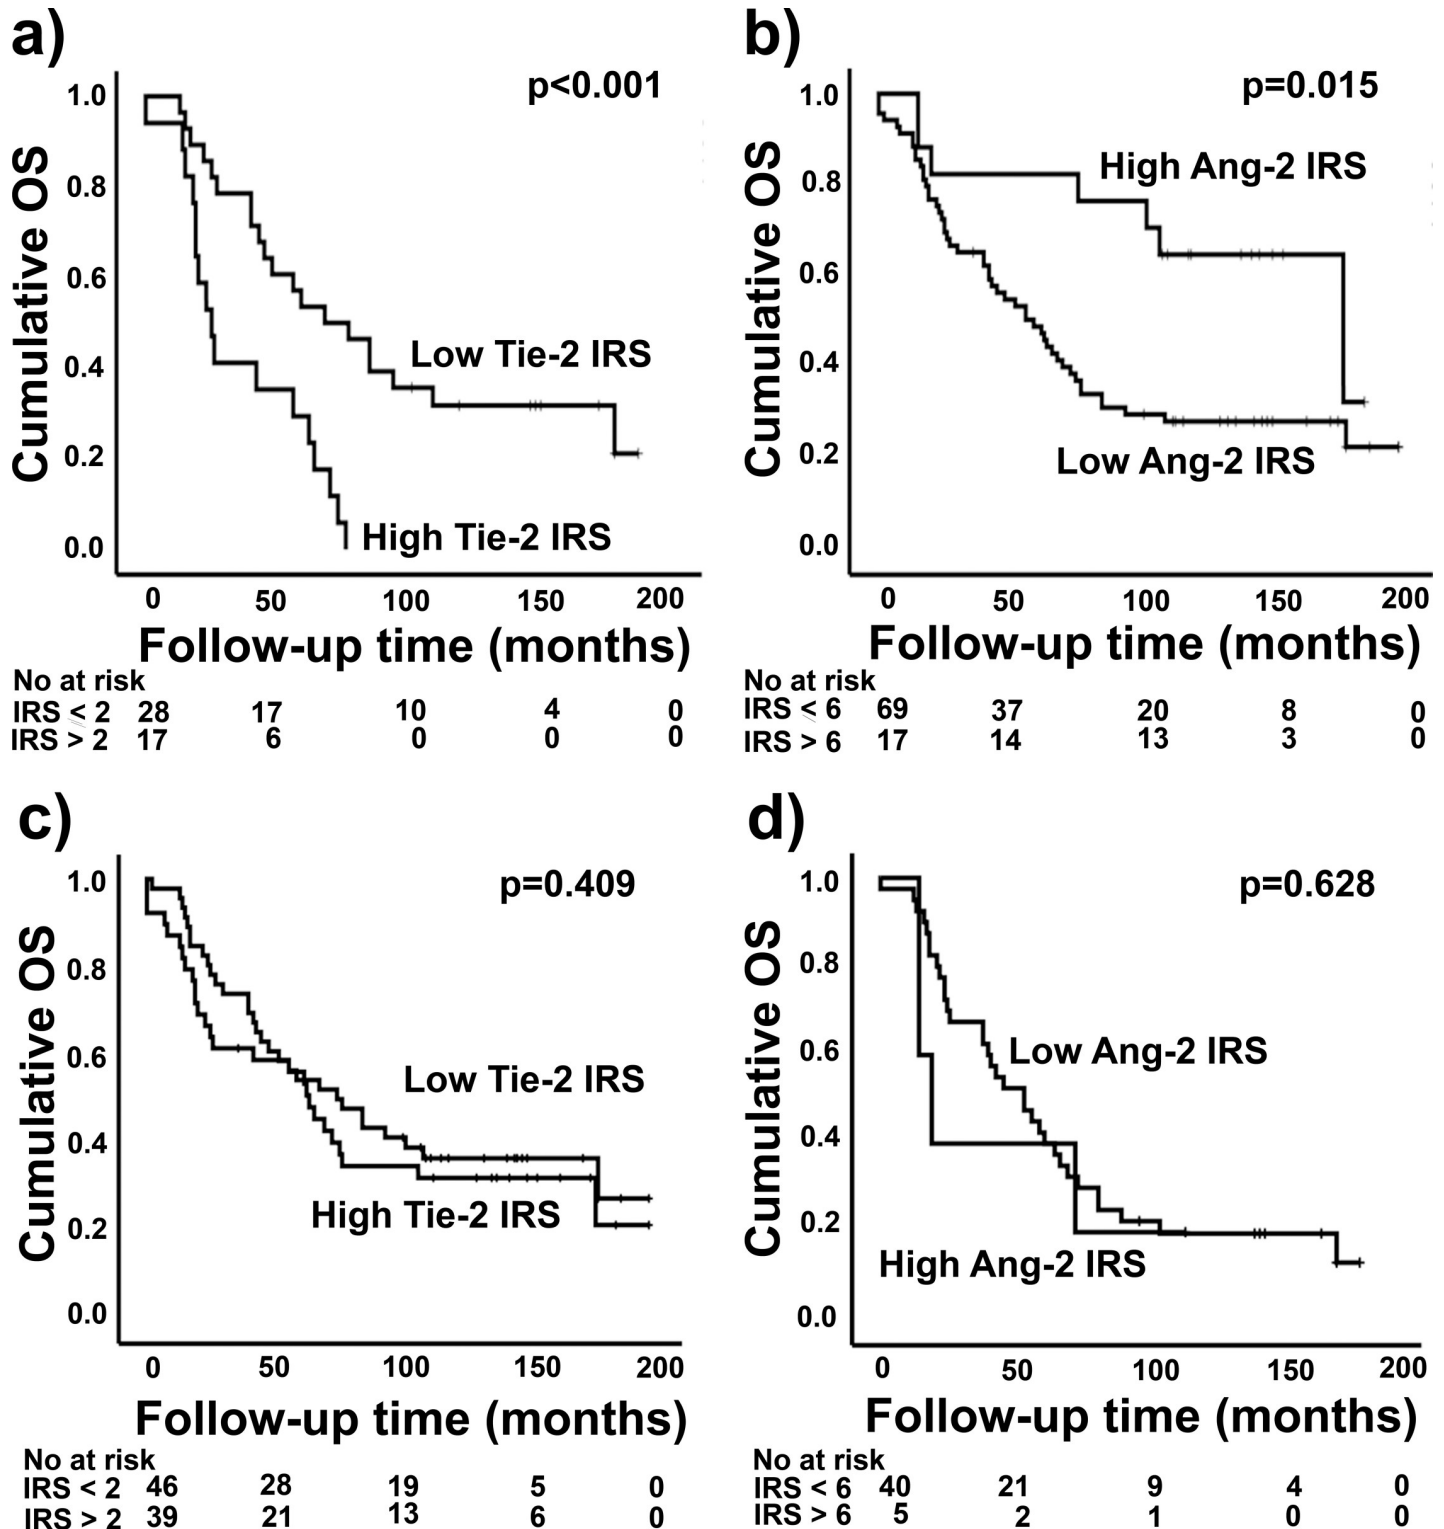 a)
p<0.001
Cumulative OS
1.0
0.8
0.6
0.4
0.2
0.0
Low Tie-2 IRS
High Tie-2 IRS
0 50 100 150 200
Follow-up time (months)
No at risk
IRS < 2 28 17 10 4 0
IRS > 2 17 6 0 0 0
b)
p=0.015
Cumulative OS
1.0
0.8
0.6
0.4
0.2
0.0
High Ang-2 IRS
Low Ang-2 IRS
0 50 100 150 200
Follow-up time (months)
No at risk
IRS < 6 69 37 20 8 0
IRS > 6 17 14 13 3 0
c)
p=0.409
Cumulative OS
1.0
0.8
0.6
0.4
0.2
0.0
Low Tie-2 IRS
High Tie-2 IRS
0 50 100 150 200
Follow-up time (months)
No at risk
IRS < 2 46 28 19 5 0
IRS > 2 39 21 13 6 0
d)
p=0.628
Cumulative OS
1.0
0.8
0.6
0.4
0.2
0.0
Low Ang-2 IRS
High Ang-2 IRS
0 50 100 150 200
Follow-up time (months)
No at risk
IRS < 6 40 21 9 4 0
IRS > 6 5 2 1 0 0